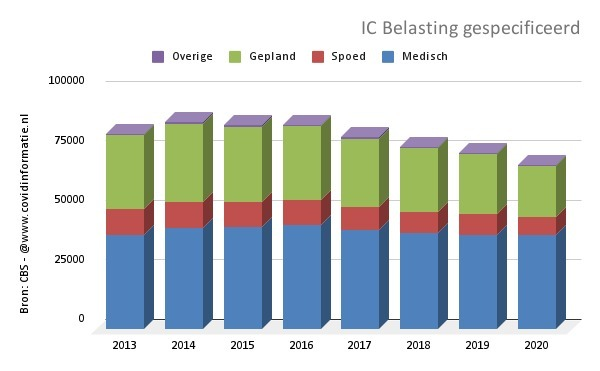 IC Belasting gespecificeerd
Overige Gepland Spoed Medisch
100000
75000
50000
25000
0
Bron: CBS - @www.covidinformatie.nl
2013 2014 2015 2016 2017 2018 2019 2020